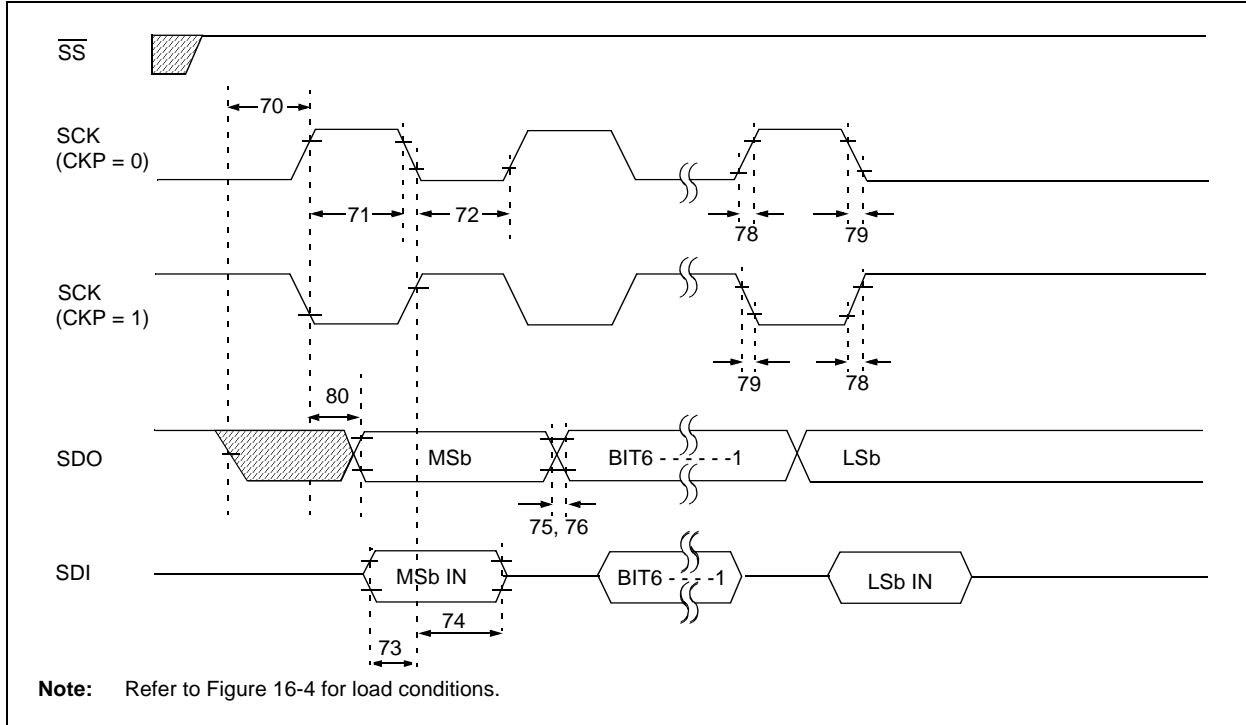 SS
70
SCK
(CKP = 0)
71
72
78
79
SCK
(CKP = 1)
79
78
80
SDO
MSb
BIT6 - - - - - -1
LSb
75, 76
SDI
MSb IN
BIT6 - - - - -1
LSb IN
74
73
Note: Refer to Figure 16-4 for load conditions.